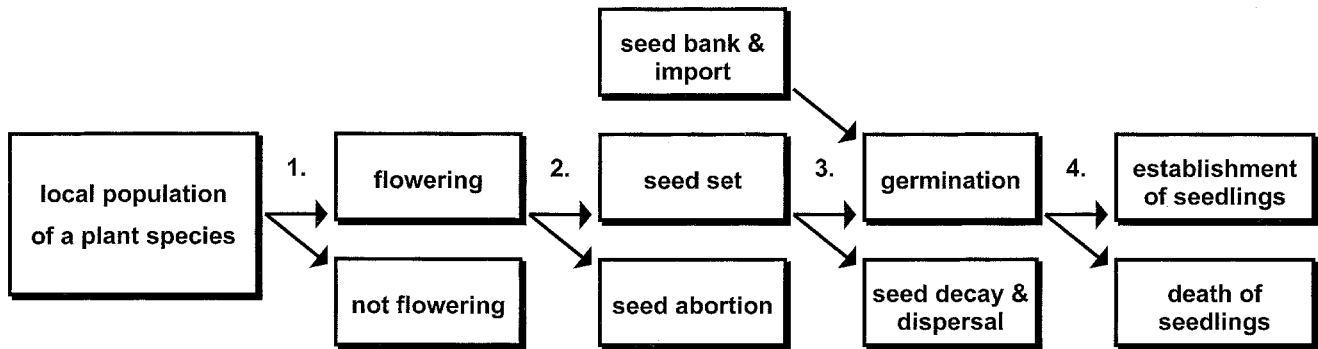 seed bank &
import
local population
of a plant species
1.
flowering
not flowering
2.
seed set
seed abortion
3.
germination
seed decay &
dispersal
4.
establishment
of seedlings
death of
seedlings